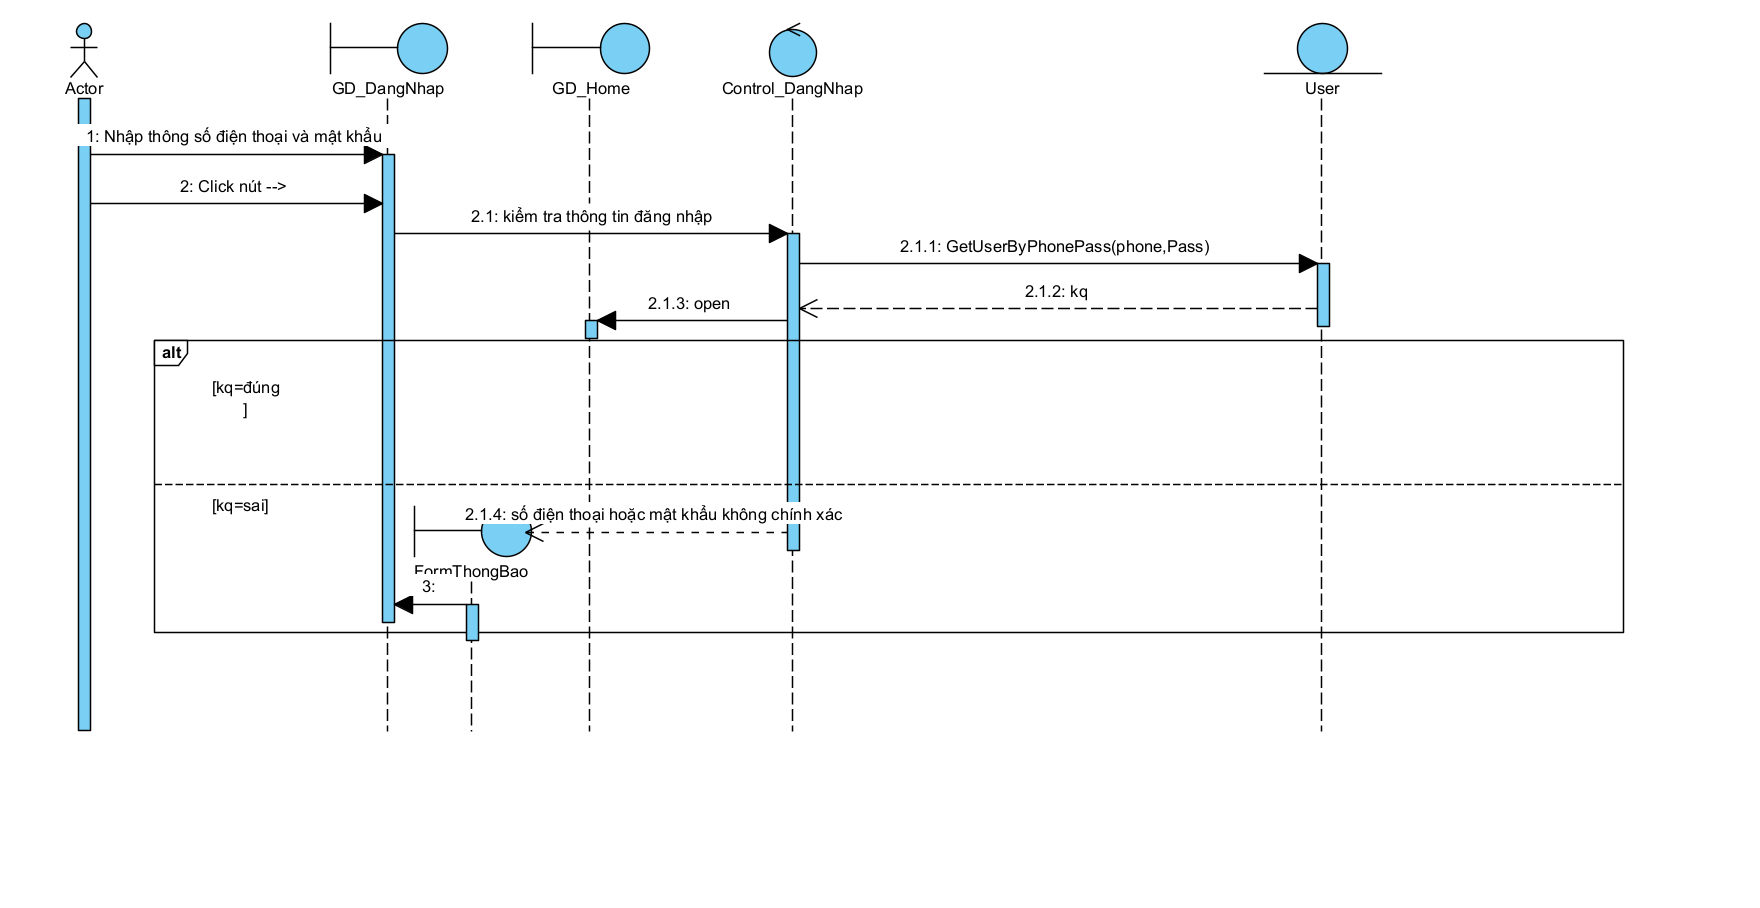 Actor
GD_DangNhap
GD_Home
Control_DangNhap
User
1: Nhập thông số điện thoại và mật khẩu
2: Click nút -->
2.1: kiểm tra thông tin đăng nhập
2.1.1: GetUserByPhonePass(phone,Pass)
2.1.2: kq
2.1.3: open
alt
[kq=đúng
]
[kq=sai]
2.1.4: số điện thoại hoặc mật khẩu không chính xác
FormThongBao
3: